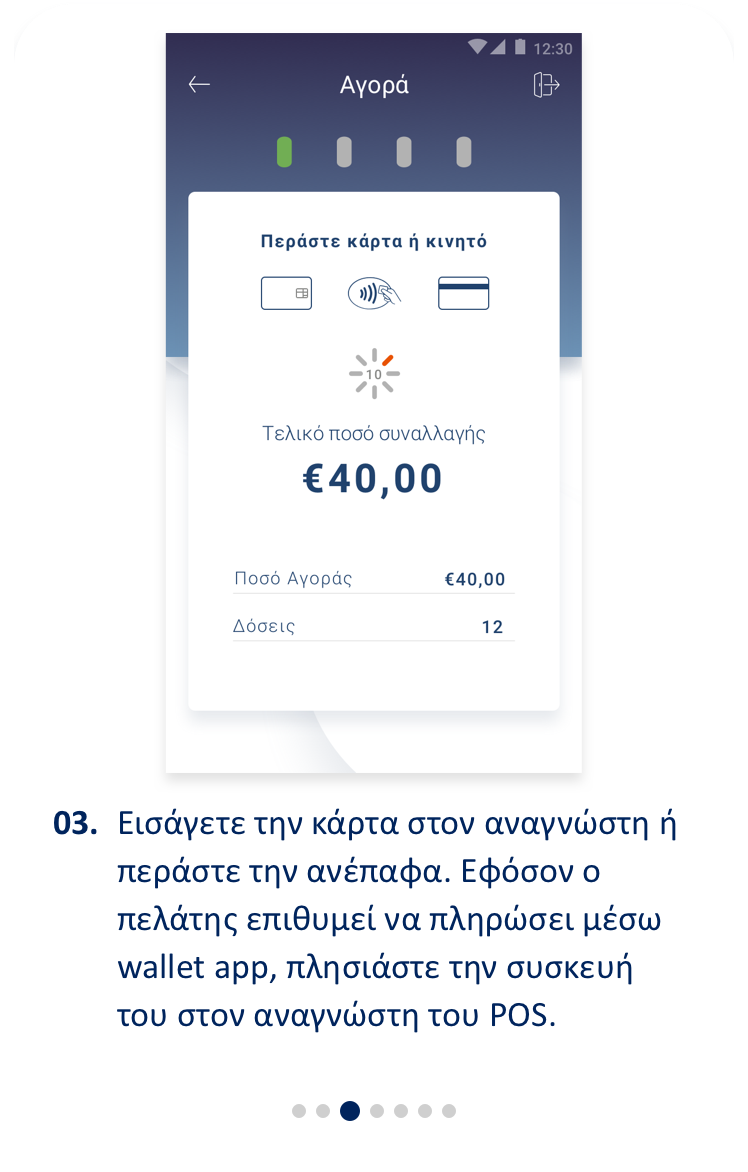 12:30
Αγορά
Περάστε κάρτα ή κινητό
10
Τελικό ποσό συναλλαγής
€40,00
Ποσό Αγοράς €40,00
Δόσεις 12
03. Εισάγετε την κάρτα στον αναγνώστη ή
περάστε την ανέπαφα. Εφόσον ο
πελάτης επιθυμεί να πληρώσει μέσω
wallet app, πλησιάστε την συσκευή
του στον αναγνώστη του POS.